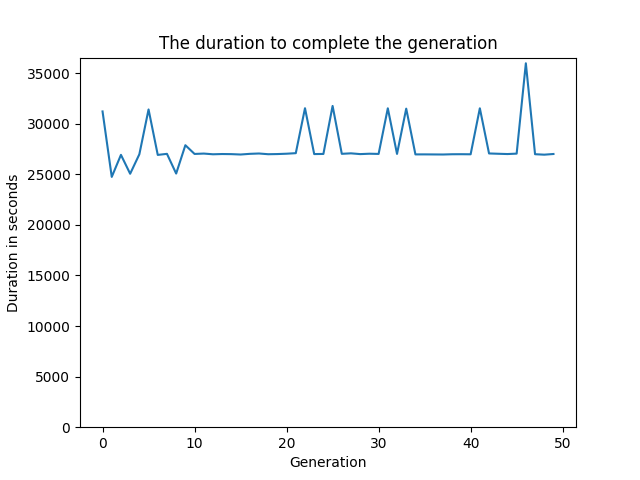 The duration to complete the generation
35000
30000
25000
20000
15000
10000
5000
0
Duration in seconds
0 10 20 30 40 50
Generation